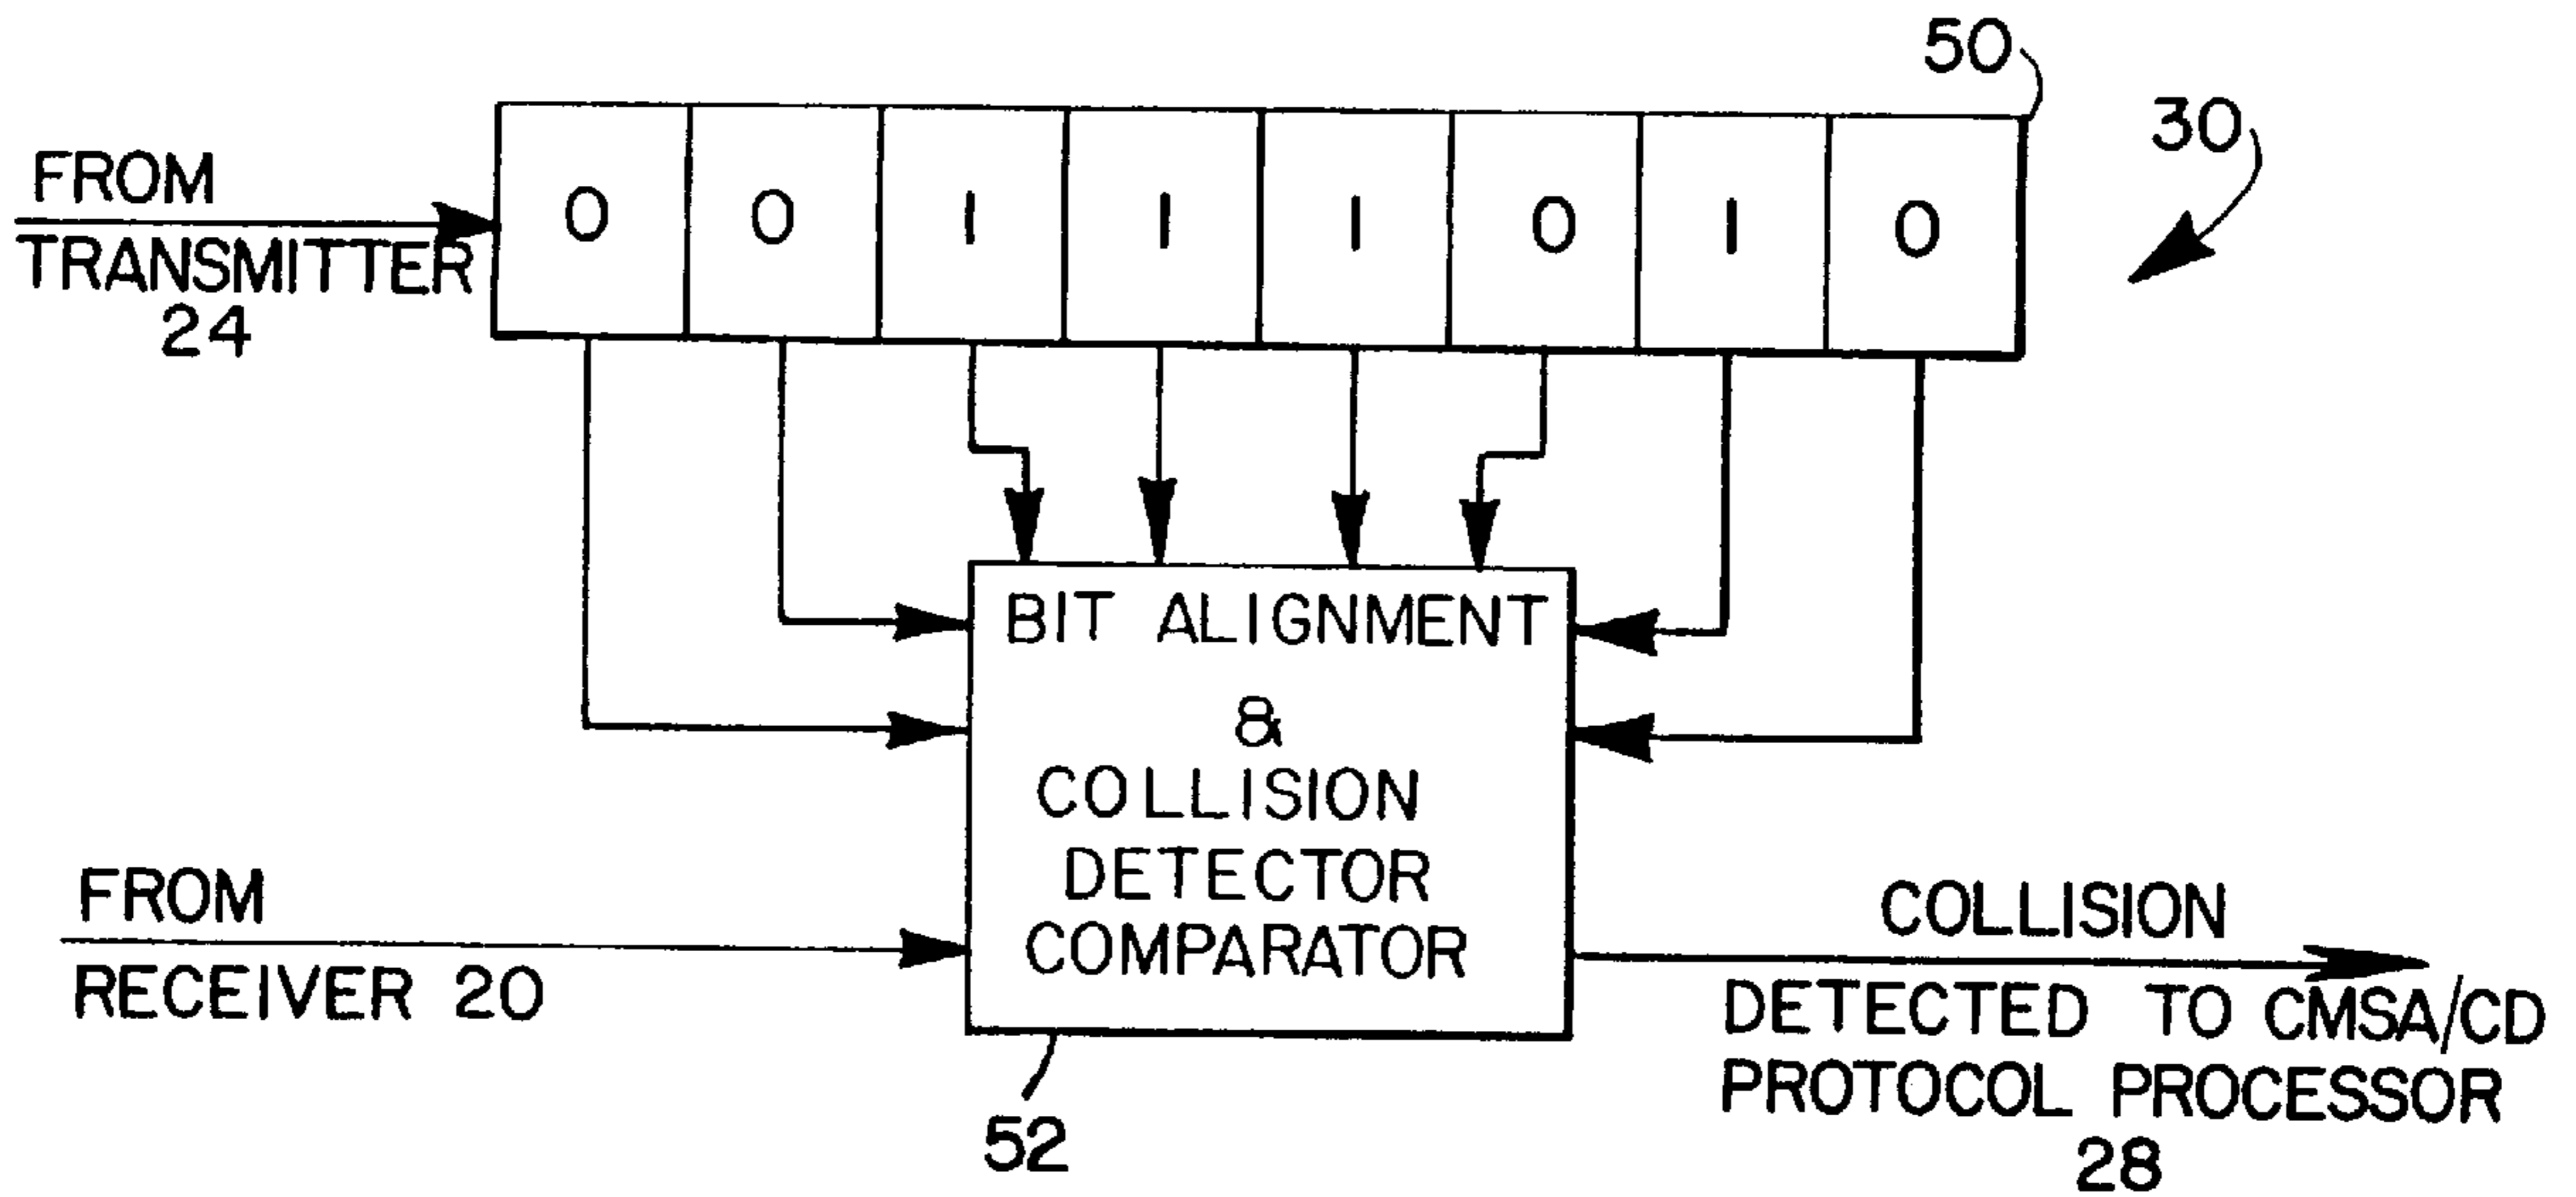 50
30
FROM
TRANSMITTER
24
0 0 1 1 1 0 1 0
BIT ALIGNMENT
&
COLLISION
DETECTOR
COMPARATOR
FROM
RECEIVER 20
COLLISION
DETECTED TO CMSA/CD
PROTOCOL PROCESSOR
28
52